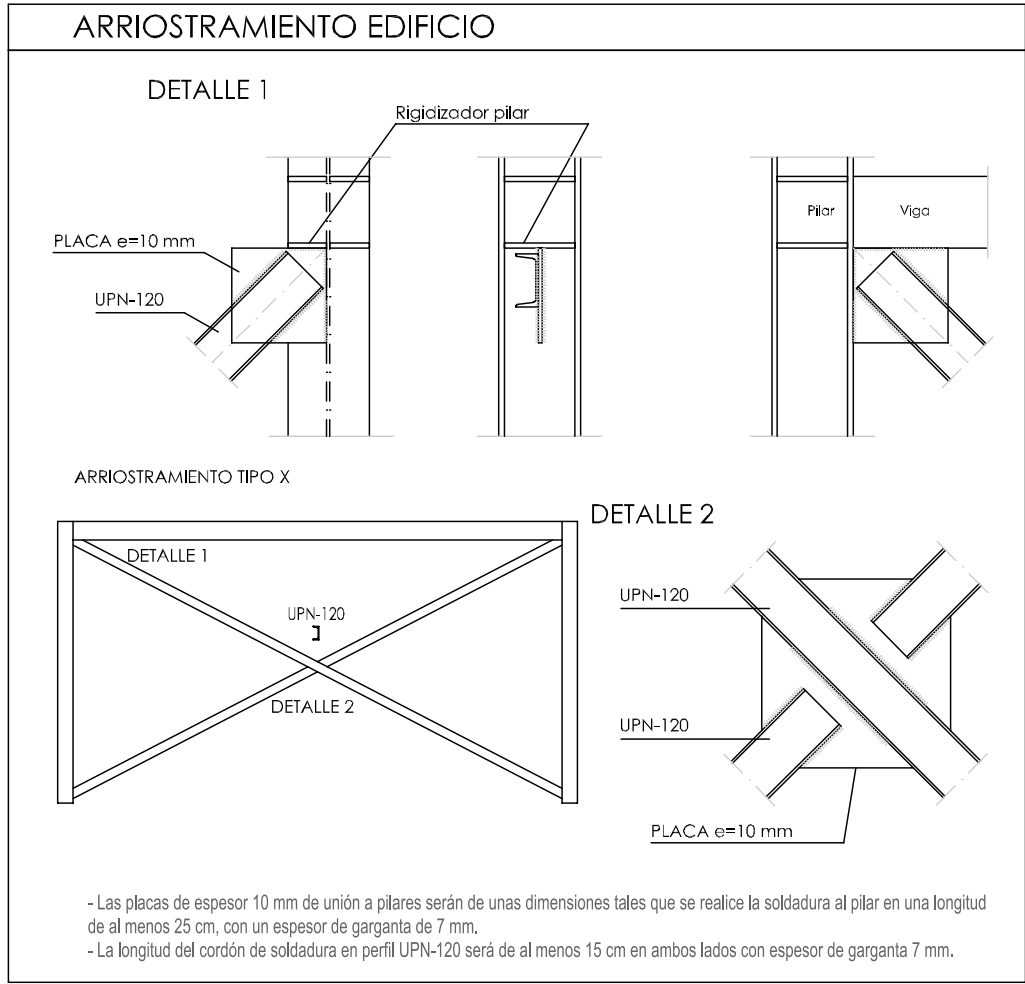 ARRIOSTRAMIENTO EDIFICIO
DETALLE 1
Rigidizador pilar
PLACA e=10 mm
UPN-120
Pilar
Viga
ARRIOSTRAMIENTO TIPO X
DETALLE 1
UPN-120
DETALLE 2
DETALLE 2
UPN-120
UPN-120
PLACA e=10 mm
- Las placas de espesor 10 mm de unión a pilares serán de unas dimensiones tales que se realice la soldadura al pilar en una longitud
de al menos 25 cm, con un espesor de garganta de 7 mm.
- La longitud del cordón de soldadura en perfil UPN-120 será de al menos 15 cm en ambos lados con espesor de garganta 7 mm.